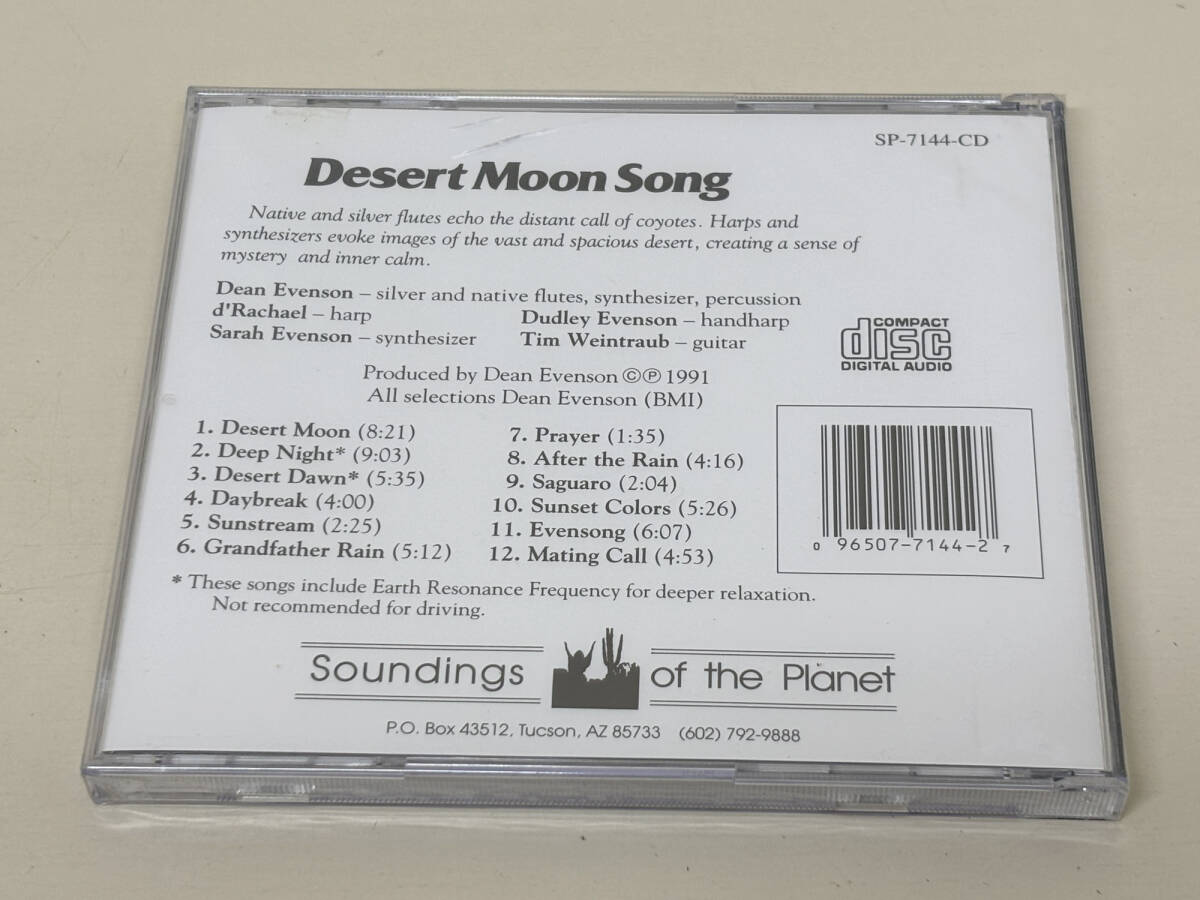 SP-7144-CD
Desert Moon Song
Native and silver flutes echo the distant call of coyotes. Harps and
synthesizers evoke images of the vast and spacious desert, creating a sense of
mystery and inner calm.
Dean Evenson – silver and native flutes, synthesizer, percussion
d'Rachael – harp
Dudley Evenson – handharp
Sarah Evenson – synthesizer
Tim Weintraub – guitar
COMPACT
disc
DIGITAL AUDIO
Produced by Dean Evenson ©℗ 1991
All selections Dean Evenson (BMI)
1. Desert Moon (8:21)
2. Deep Night* (9:03)
3. Desert Dawn* (5:35)
4. Daybreak (4:00)
5. Sunstream (2:25)
6. Grandfather Rain (5:12)
7. Prayer (1:35)
8. After the Rain (4:16)
9. Saguaro (2:04)
10. Sunset Colors (5:26)
11. Evensong (6:07)
12. Mating Call (4:53)
0 96507-7144-2 7
* These songs include Earth Resonance Frequency for deeper relaxation.
Not recommended for driving.
Soundings of the Planet
P.O. Box 43512, Tucson, AZ 85733 (602) 792-9888